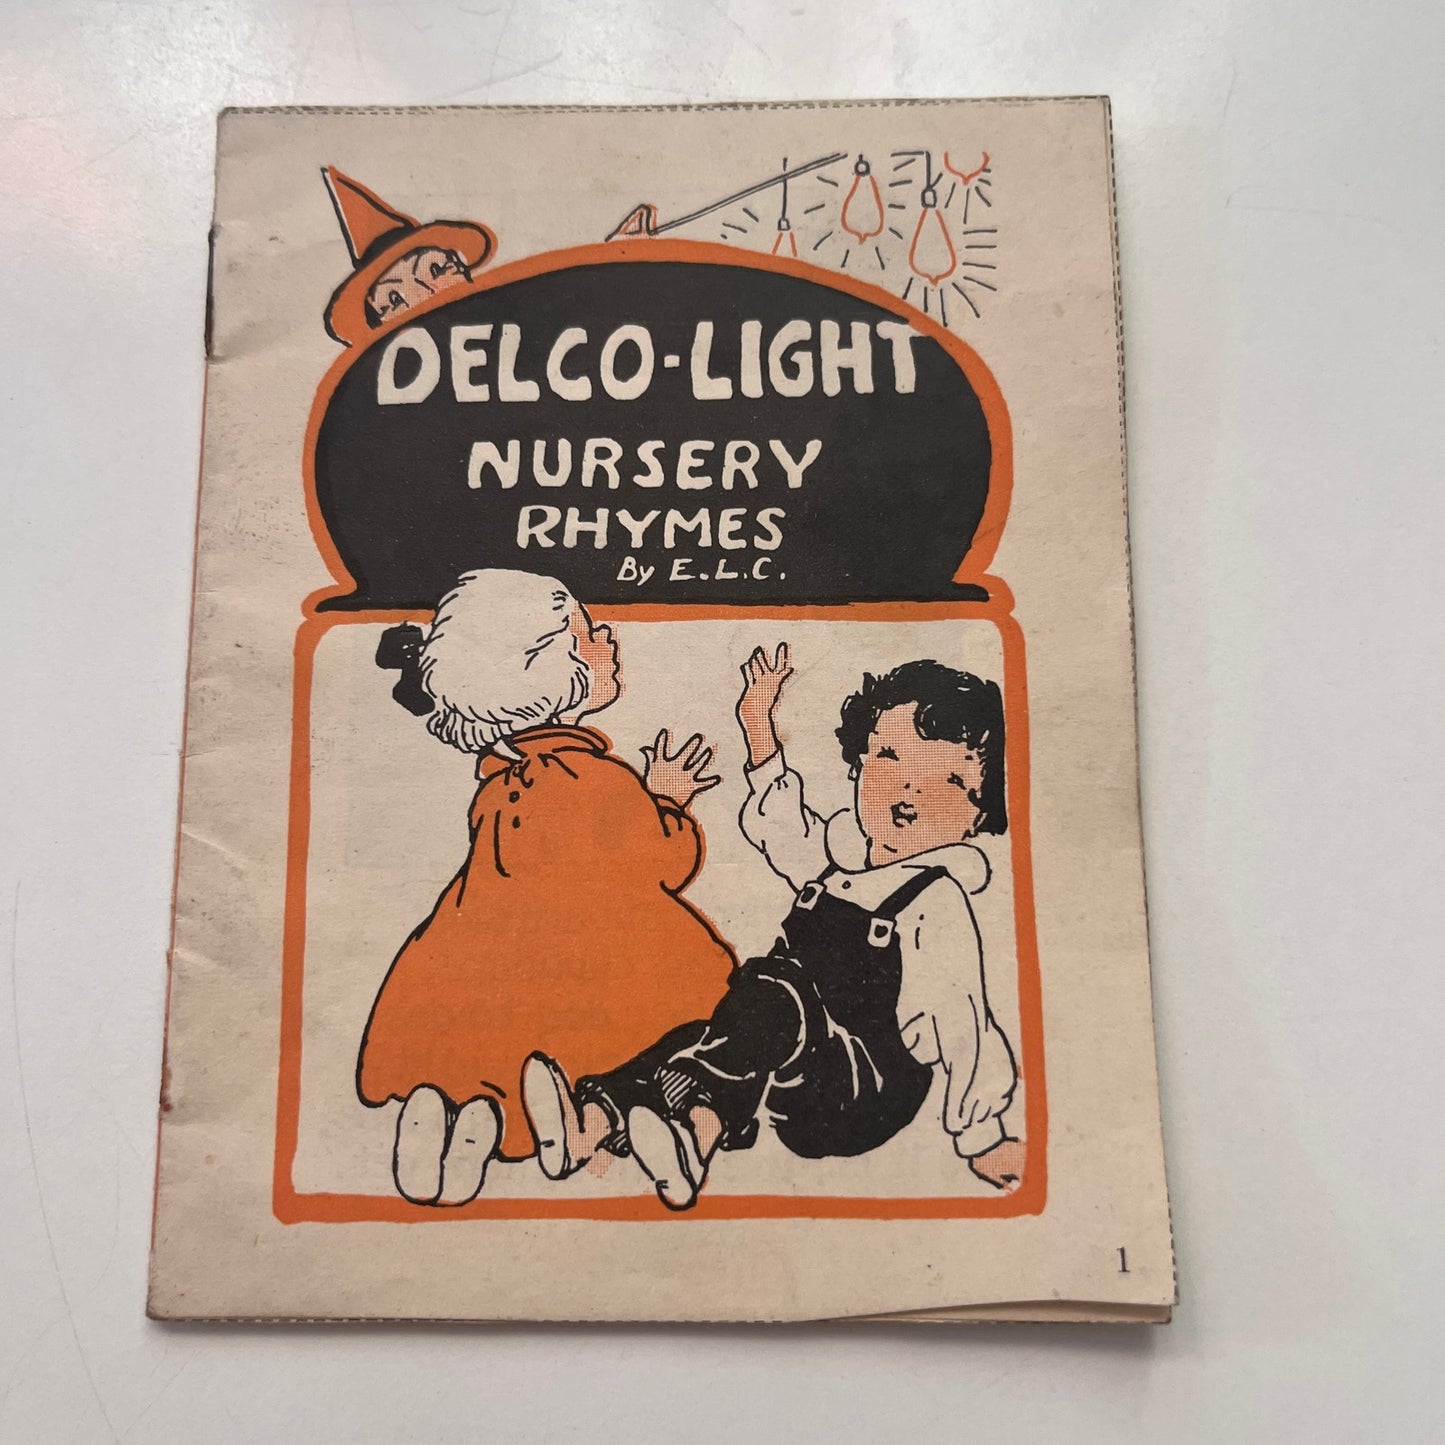 DELCO-LIGHT
NURSERY
RHYMES
By E.L.C.
1